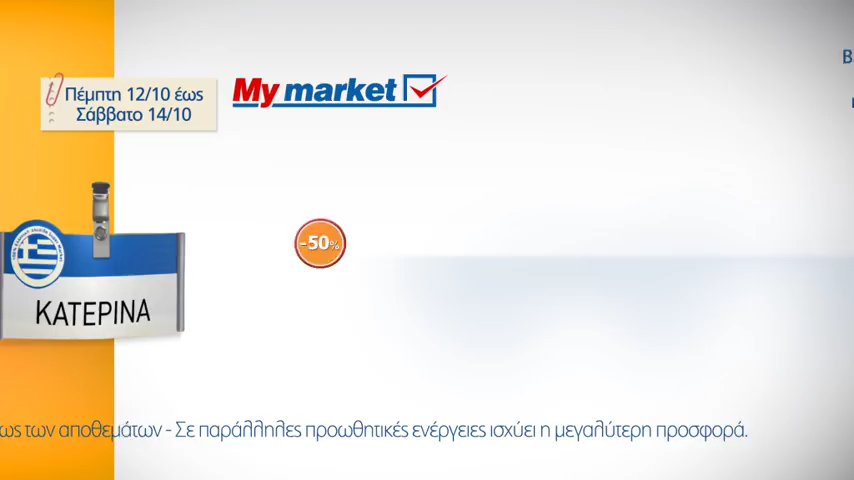 Πέμπτη 12/10 έως
Σάββατο 14/10
My market
-50%
ΚΑΤΕΡΙΝΑ
ως των αποθεμάτων - Σε παράλληλες προωθητικές ενέργειες ισχύει η μεγαλύτερη προσφορά.